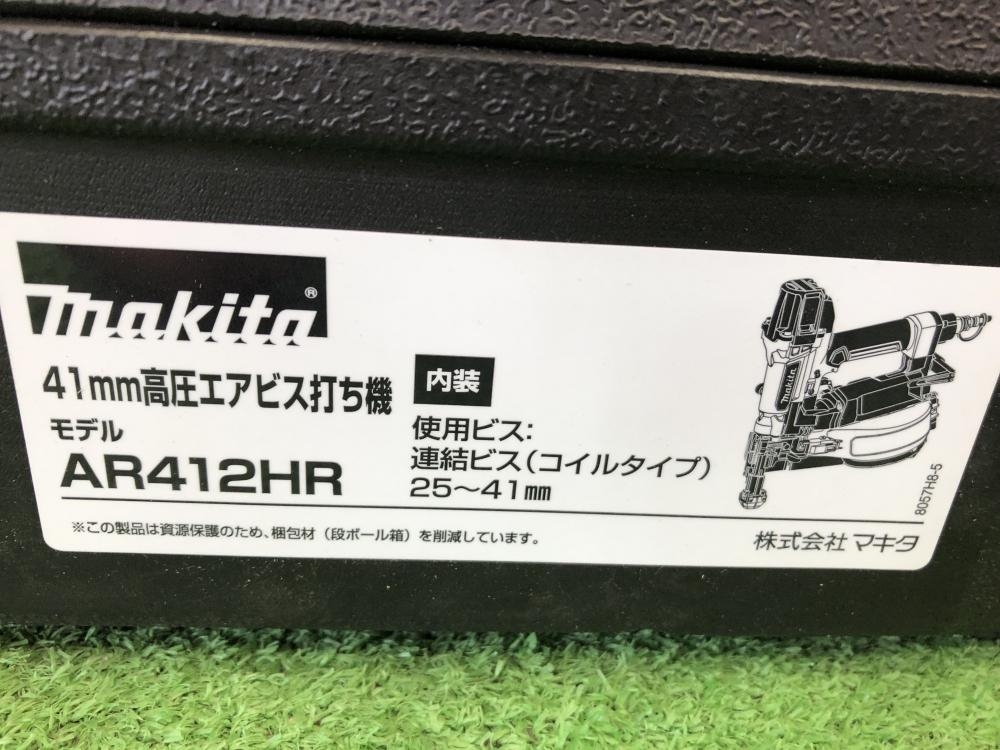 makita®
41mm高圧エアビス打ち機
モデル
AR412HR
内装
使用ビス:
連結ビス(コイルタイプ)
25～41mm
makita
8057H8-5
※この製品は資源保護のため、梱包材(段ボール箱)を削減しています。
株式会社 マキタ